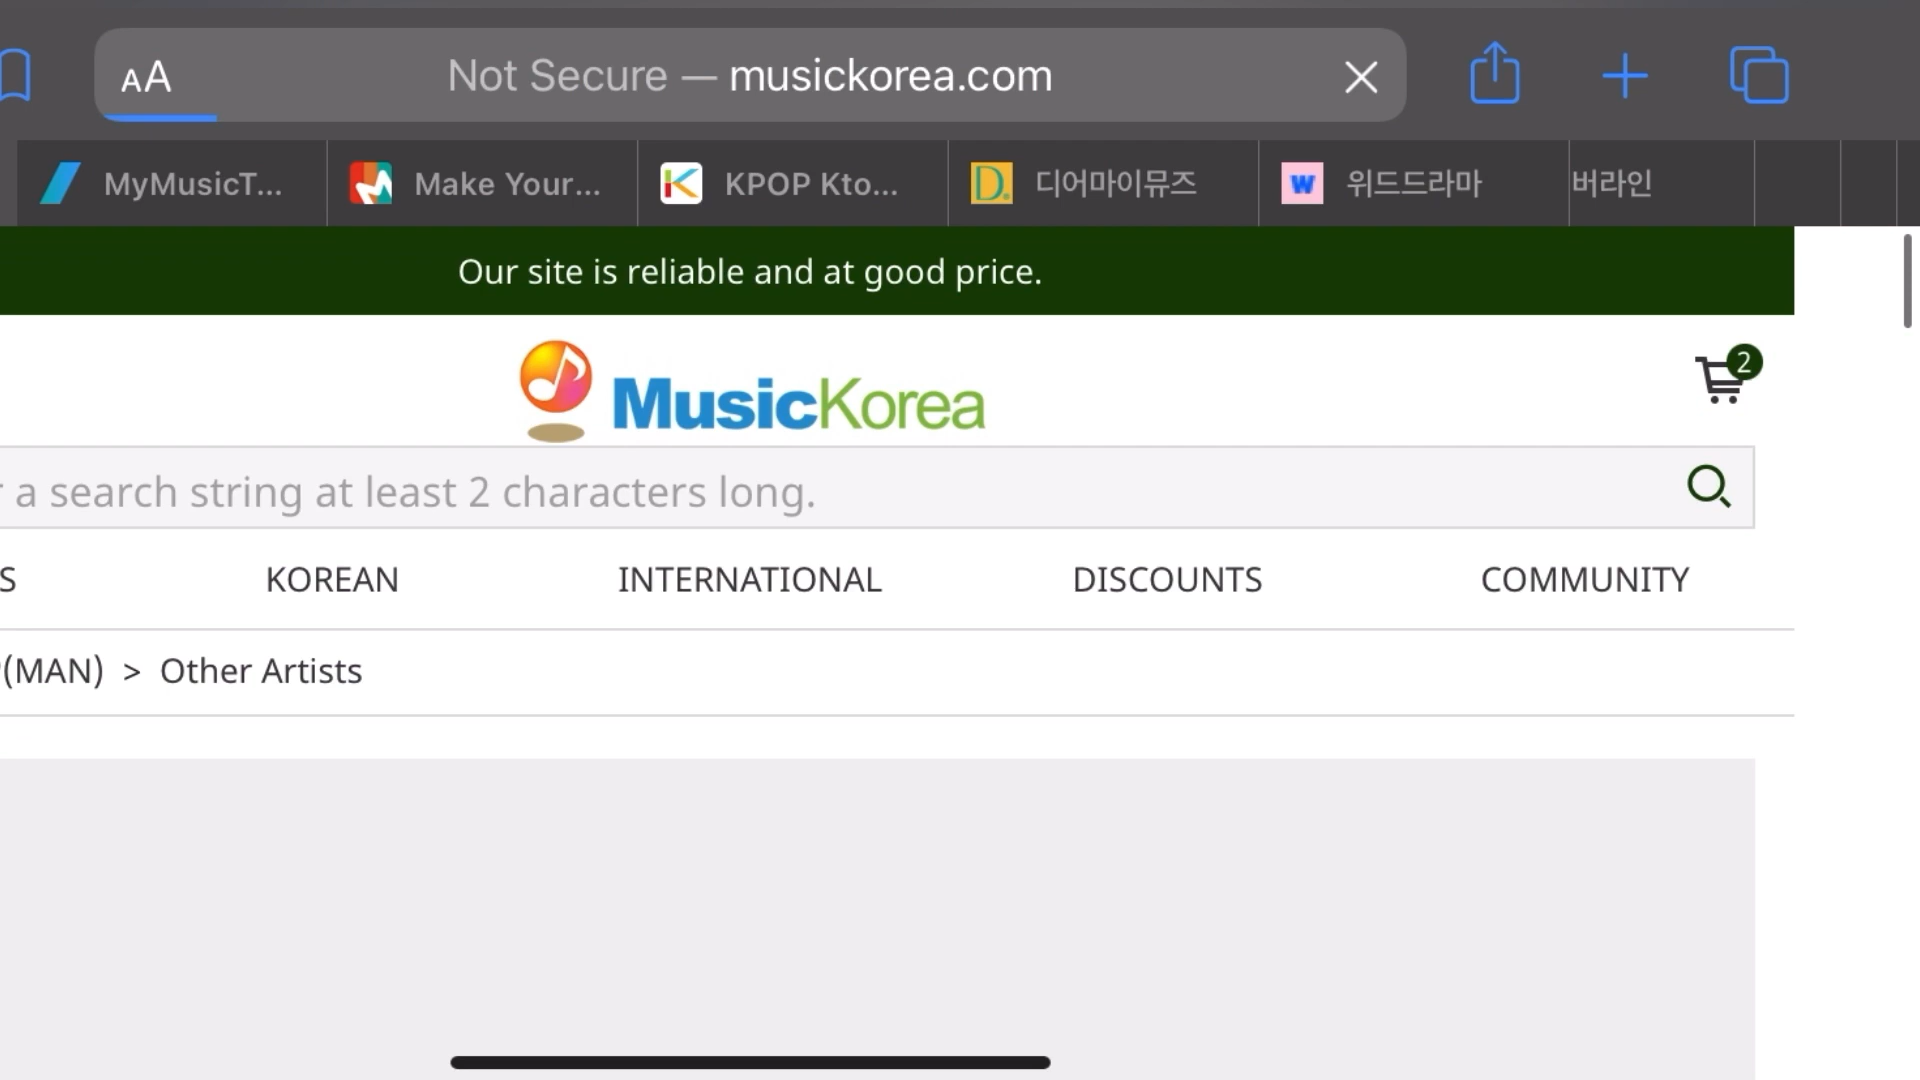 AA Not Secure — musickorea.com
MyMusicT... Make Your... KPOP Kto... 디어마이뮤즈 위드드라마 버라인
Our site is reliable and at good price.
MusicKorea 2
a search string at least 2 characters long.
S KOREAN INTERNATIONAL DISCOUNTS COMMUNITY
(MAN) > Other Artists